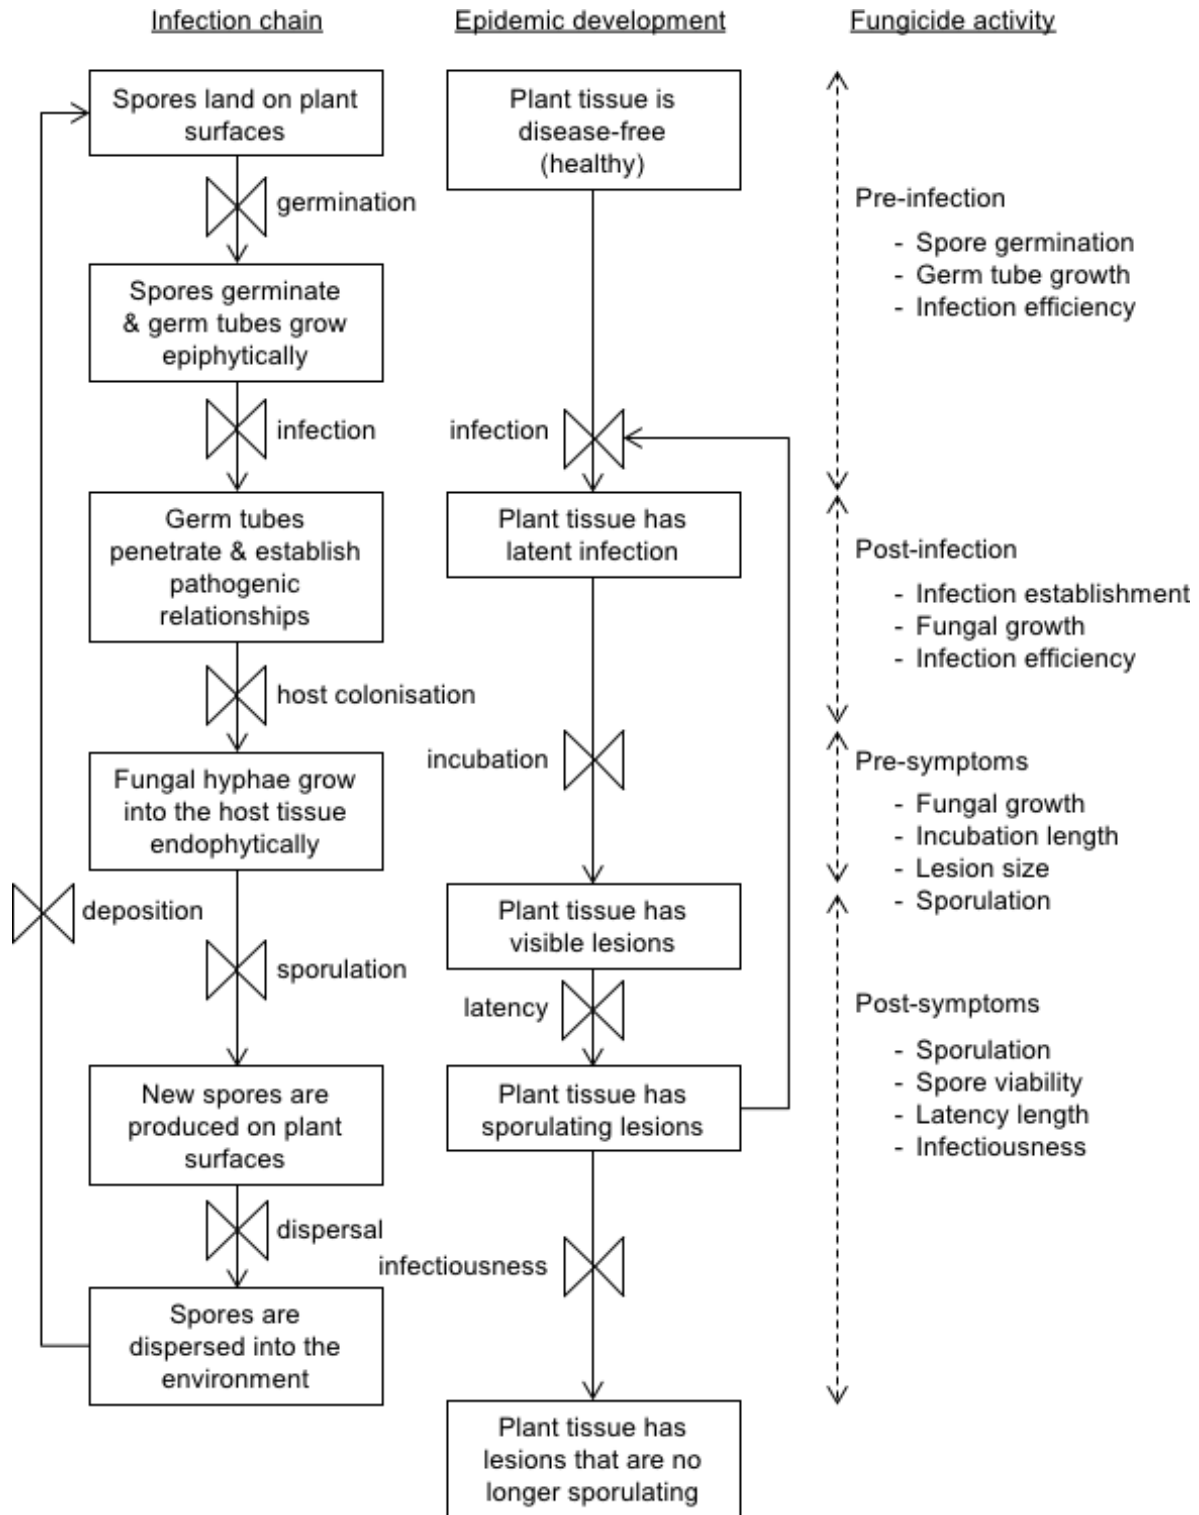 Infection chain
Epidemic development
Fungicide activity
Spores land on plant
surfaces
germination
Spores germinate
& germ tubes grow
epiphytically
infection
Germ tubes
penetrate & establish
pathogenic
relationships
host colonisation
Fungal hyphae grow
into the host tissue
endophytically
deposition
sporulation
New spores are
produced on plant
surfaces
dispersal
Spores are
dispersed into the
environment
Plant tissue is
disease-free
(healthy)
infection
Plant tissue has
latent infection
incubation
Plant tissue has
visible lesions
latency
Plant tissue has
sporulating lesions
infectiousness
Plant tissue has
lesions that are no
longer sporulating
Pre-infection
- Spore germination
- Germ tube growth
- Infection efficiency
Post-infection
- Infection establishment
- Fungal growth
- Infection efficiency
Pre-symptoms
- Fungal growth
- Incubation length
- Lesion size
- Sporulation
Post-symptoms
- Sporulation
- Spore viability
- Latency length
- Infectiousness